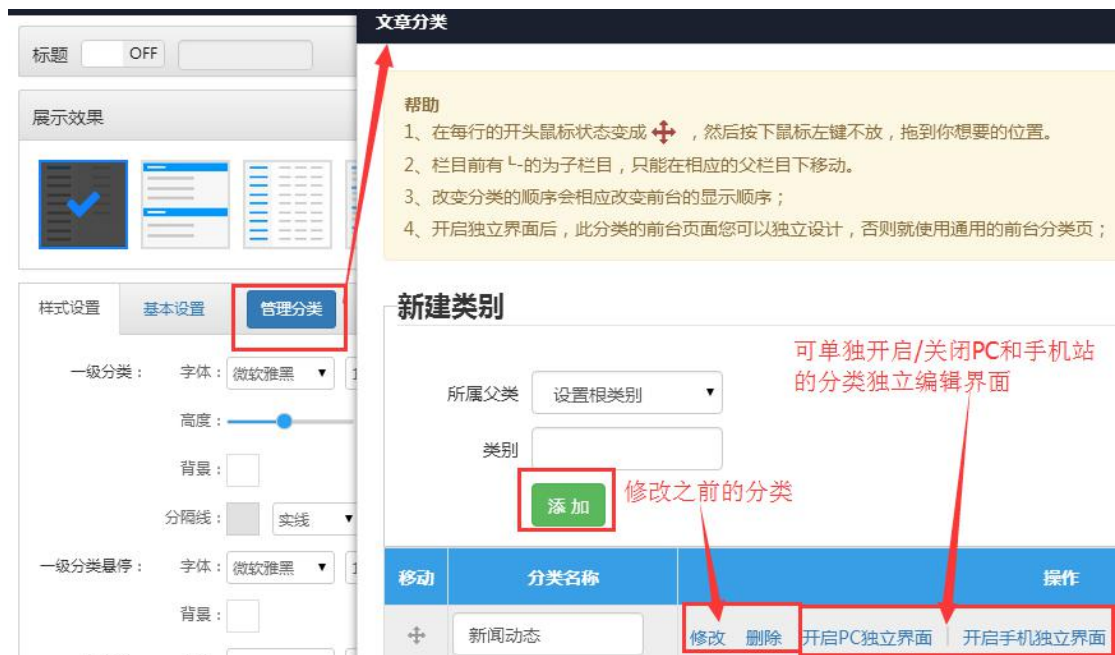 文章分类
标题 OFF
帮助
1、在每行的开头鼠标状态变成 ，然后按下鼠标左键不放，拖到你想要的位置。
2、栏目前有└-的为子栏目，只能在相应的父栏目下移动。
3、改变分类的顺序会相应改变前台的显示顺序；
4、开启独立界面后，此分类的前台页面您可以独立设计，否则就使用通用的前台分类页；
展示效果
样式设置 基本设置 管理分类
一级分类： 字体： 微软雅黑
高度：
背景：
分隔线： 实线
一级分类悬停： 字体： 微软雅黑
背景：
新建类别
可单独开启/关闭PC和手机站
的分类独立编辑界面
所属父类 设置根类别
类别
添 加
修改之前的分类
移动 分类名称 操作
新闻动态 修改 删除 开启PC独立界面 | 开启手机独立界面